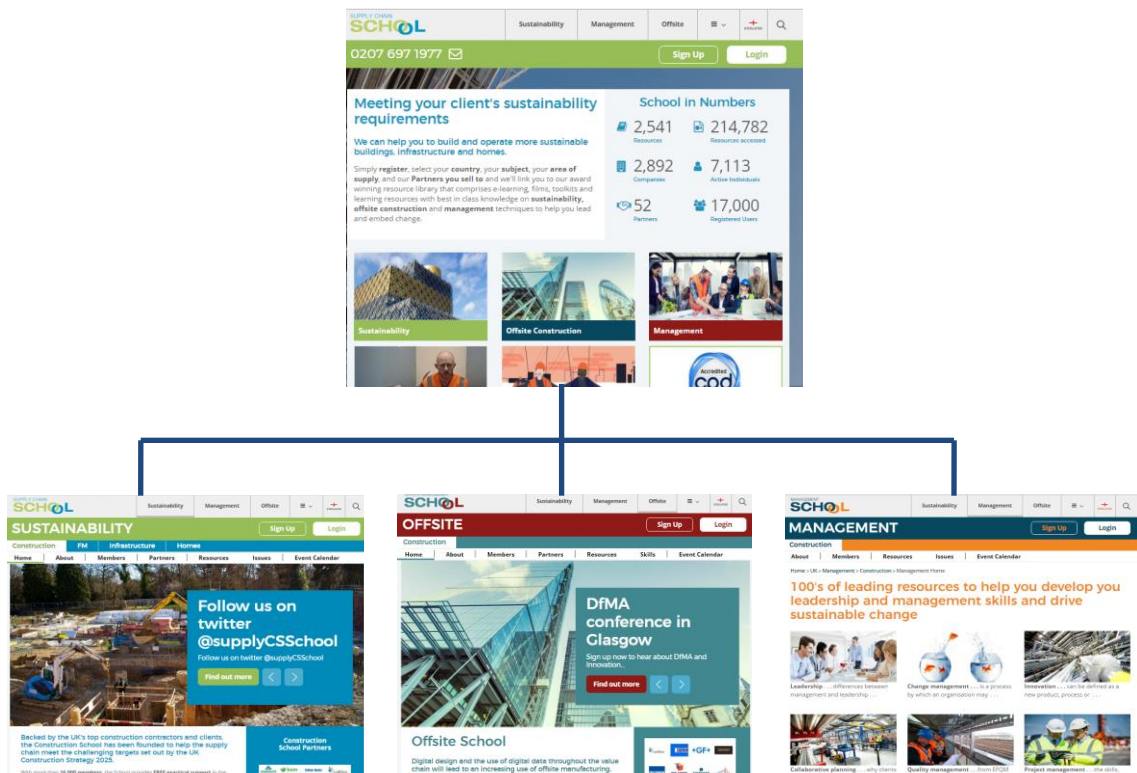 SUPPLY CHAIN
SCHOOL
Sustainability
Management
Offsite
0207 697 1977
Sign Up
Login
Meeting your client's sustainability
requirements
We can help you to build and operate more sustainable
buildings, infrastructure and homes.
Simply register, select your country, your subject, your area of
supply, and our Partners you sell to and we'll link you to our award
winning resource library that comprises e-learning, films, toolkits and
learning resources with best in class knowledge on sustainability,
offsite construction and management techniques to help you lead
and embed change.
School in Numbers
2,541
Resources
214,782
Resources accessed
2,892
Companies
7,113
Active Individuals
52
Partners
17,000
Registered Users
Sustainability
Offsite Construction
Management
Accredited
cpd
SUPPLY CHAIN
SCHOOL
Sustainability
Management
Offsite
SUSTAINABILITY
Sign Up
Login
Construction
FM
Infrastructure
Homes
Home
About
Members
Partners
Resources
Issues
Event Calendar
Follow us on
twitter
@supplyCSSchool
Follow us on twitter @supplyCSSchool
Find out more
Backed by the UK's top construction contractors and clients,
the Construction School has been founded to help the supply
chain meet the challenging targets set out by the UK
Construction Strategy 2025.
Construction
School Partners
SCHOOL
Sustainability
Management
Offsite
OFFSITE
Sign Up
Login
Construction
Home
About
Members
Partners
Resources
Skills
Event Calendar
DfMA
conference in
Glasgow
Sign up now to hear about DfMA and
Innovation...
Find out more
Offsite School
Digital design and the use of digital data throughout the value
chain will lead to an increasing use of offsite manufacturing,
+GF+
MANAGEMENT
SCHOOL
Sustainability
Management
Offsite
MANAGEMENT
Sign Up
Login
Construction
About
Members
Resources
Issues
Event Calendar
Home > UK > Management > Construction > Management Home
100's of leading resources to help you develop you
leadership and management skills and drive
sustainable change
Leadership . . . differences between
management and leadership . . .
Change management . . . is a process
by which an organisation may . . .
Innovation . . . can be defined as a
new product, process or . . .
Collaborative planning . . . why clients
Quality management . . . from EFQM
Project management . . . the skills,